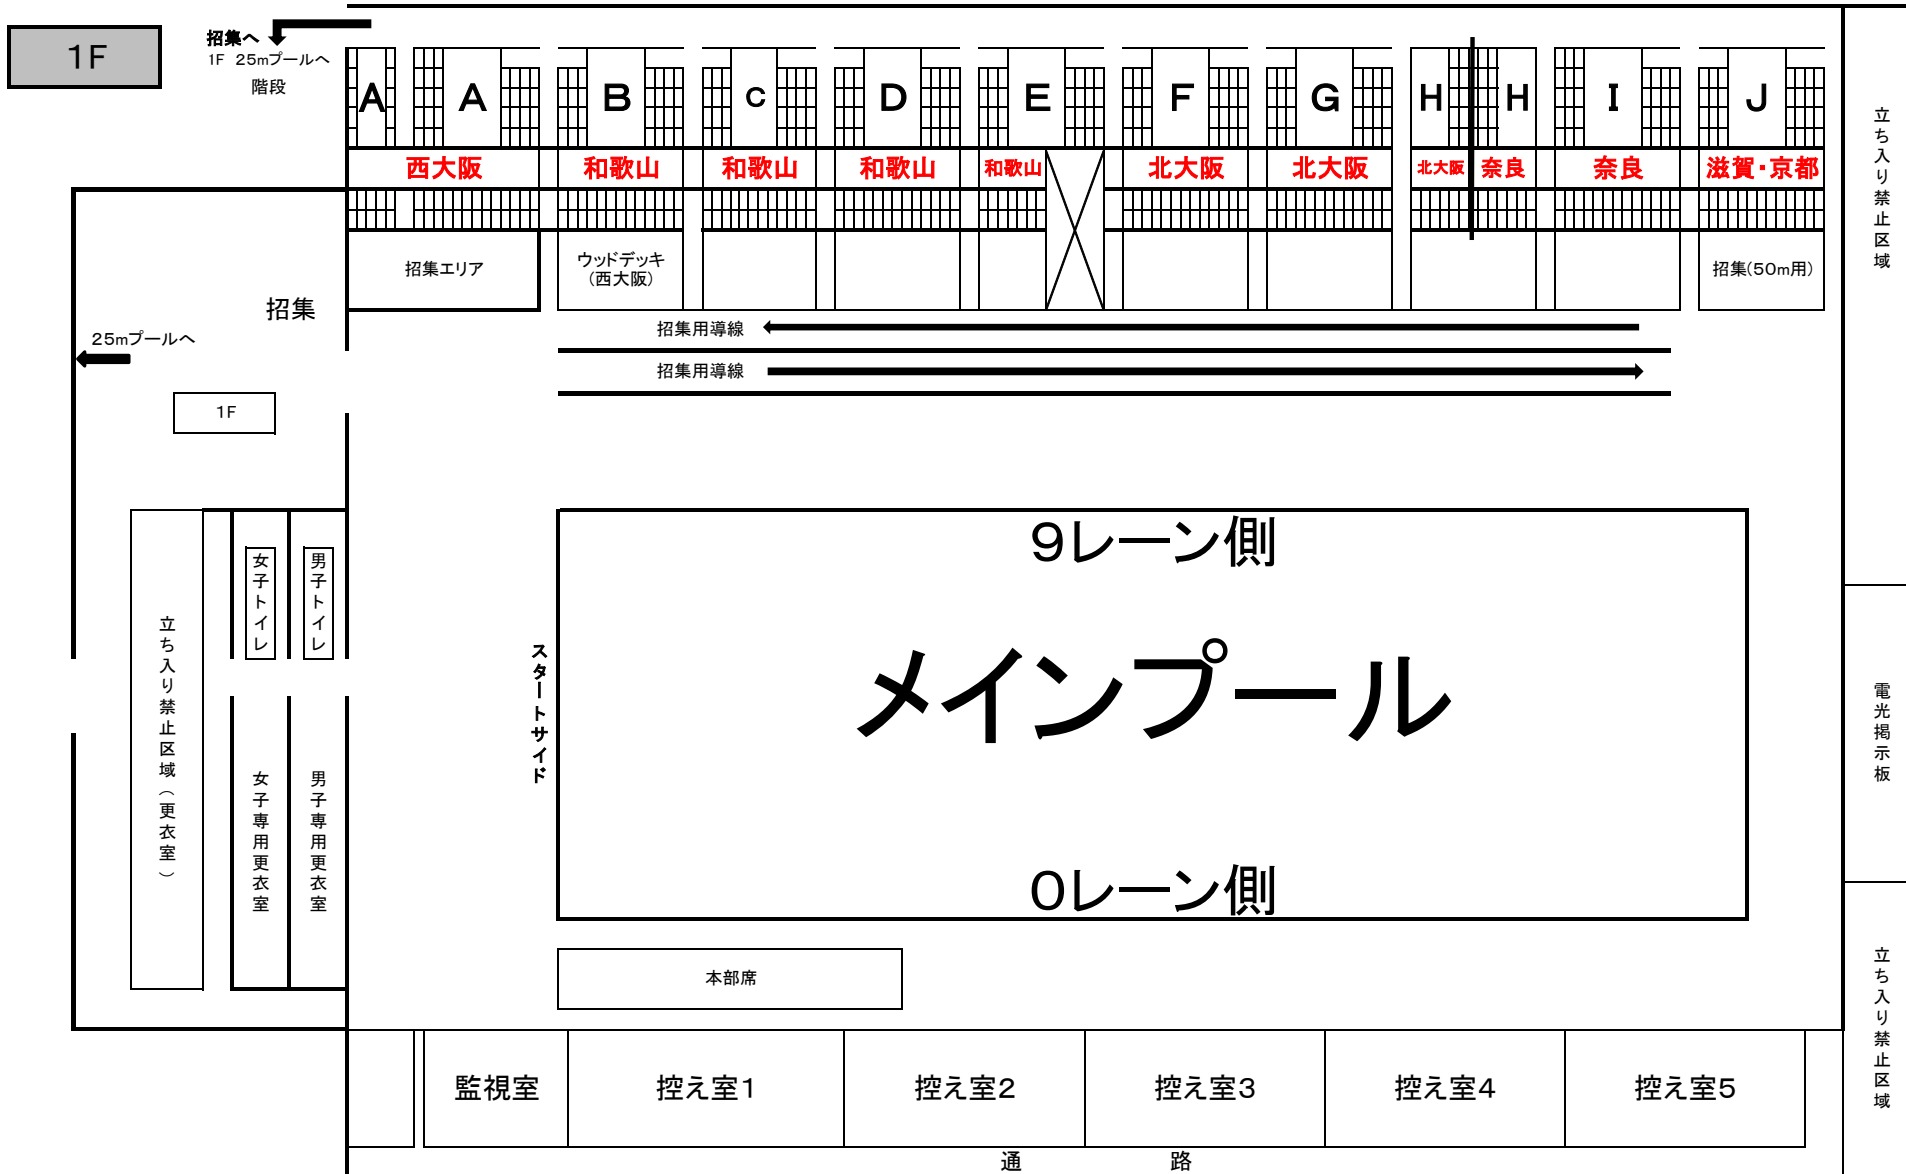 1F
招集へ
1F 25mプールへ
階段
A A B C D E F G H H I J
西大阪 和歌山 和歌山 和歌山 和歌山 北大阪 北大阪 北大阪 奈良 奈良 滋賀・京都
招集エリア
ウッドデッキ
(西大阪)
招集(50m用)
立ち入り禁止区域
招集
招集用導線
25mプールへ
招集用導線
1F
9レーン側
女子トイレ
男子トイレ
立ち入り禁止区域(更衣室)
スタートサイド
メインプール
電光掲示板
女子専用更衣室
男子専用更衣室
0レーン側
本部席
立ち入り禁止区域
監視室 控え室1 控え室2 控え室3 控え室4 控え室5
通路